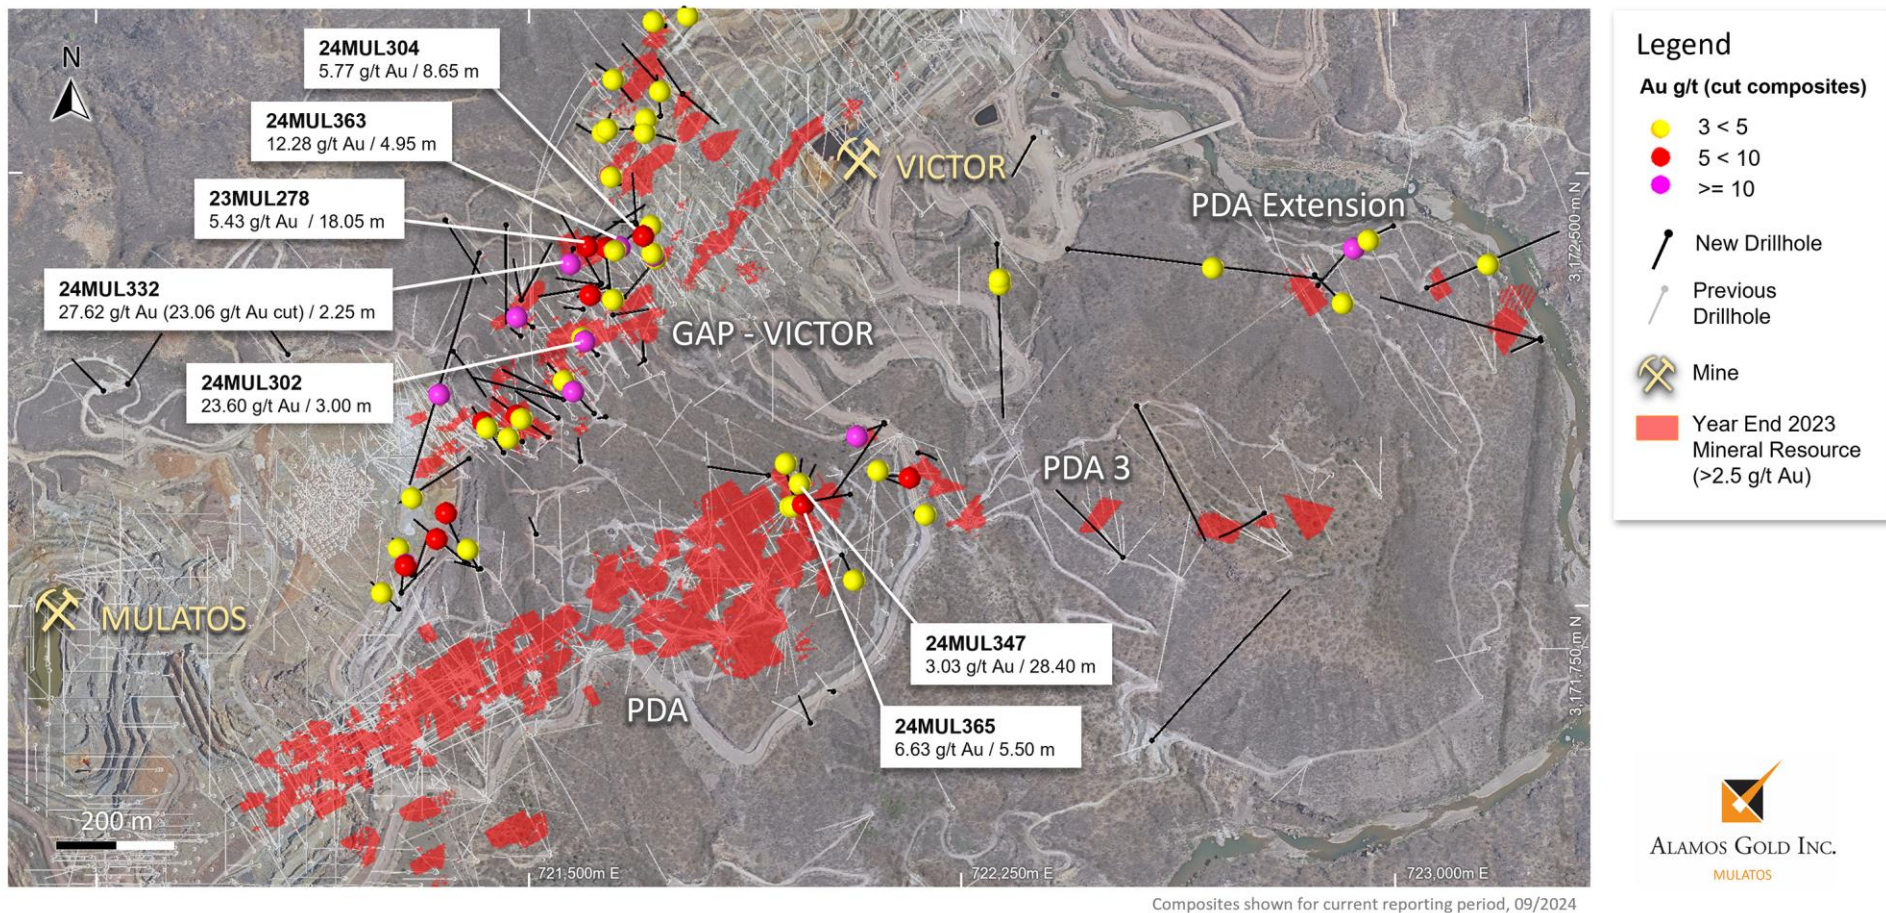 N
24MUL304
5.77 g/t Au / 8.65 m
24MUL363
12.28 g/t Au / 4.95 m
23MUL278
5.43 g/t Au / 18.05 m
24MUL332
27.62 g/t Au (23.06 g/t Au cut) / 2.25 m
24MUL302
23.60 g/t Au / 3.00 m
VICTOR
PDA Extension
GAP - VICTOR
PDA 3
MULATOS
PDA
24MUL347
3.03 g/t Au / 28.40 m
24MUL365
6.63 g/t Au / 5.50 m
200 m
721,500m E
722,250m E
723,000m E
3,172,500m N
3,171,750m N
Legend
Au g/t (cut composites)
3 < 5
5 < 10
>= 10
New Drillhole
Previous
Drillhole
Mine
Year End 2023
Mineral Resource
(>2.5 g/t Au)
ALAMOS GOLD INC.
MULATOS
Composites shown for current reporting period, 09/2024